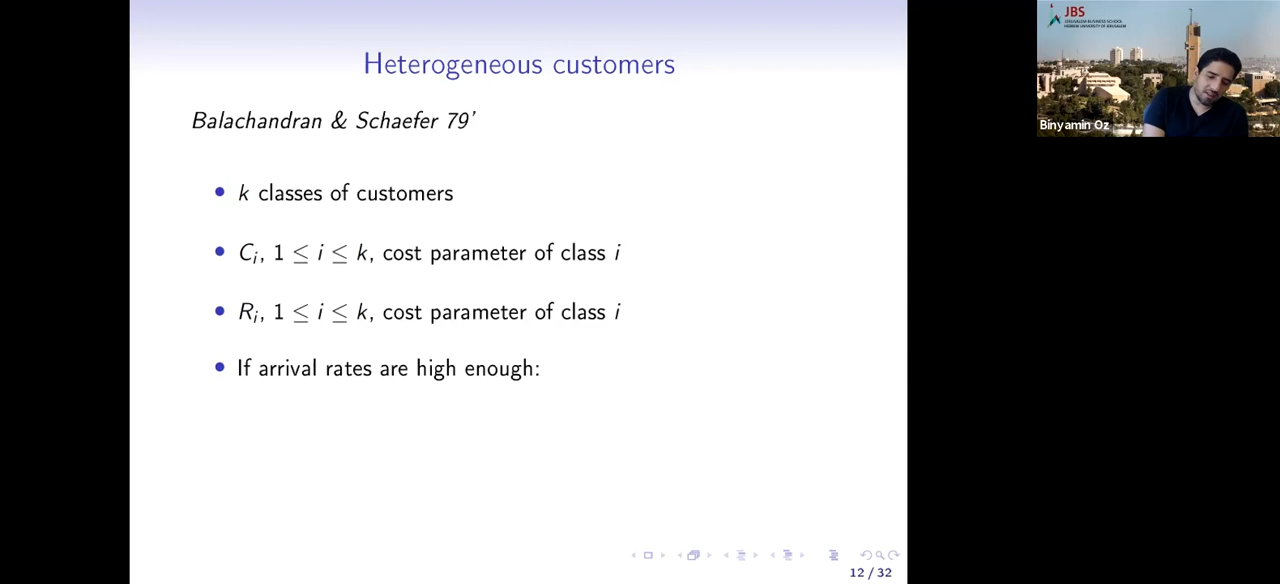 Heterogeneous customers
Balachandran & Schaefer 79'
• k classes of customers
• Cᵢ, 1 ≤ i ≤ k, cost parameter of class i
• Rᵢ, 1 ≤ i ≤ k, cost parameter of class i
• If arrival rates are high enough:
12 / 32
JBS
JERUSALEM BUSINESS SCHOOL
HEBREW UNIVERSITY OF JERUSALEM
Binyamin Oz